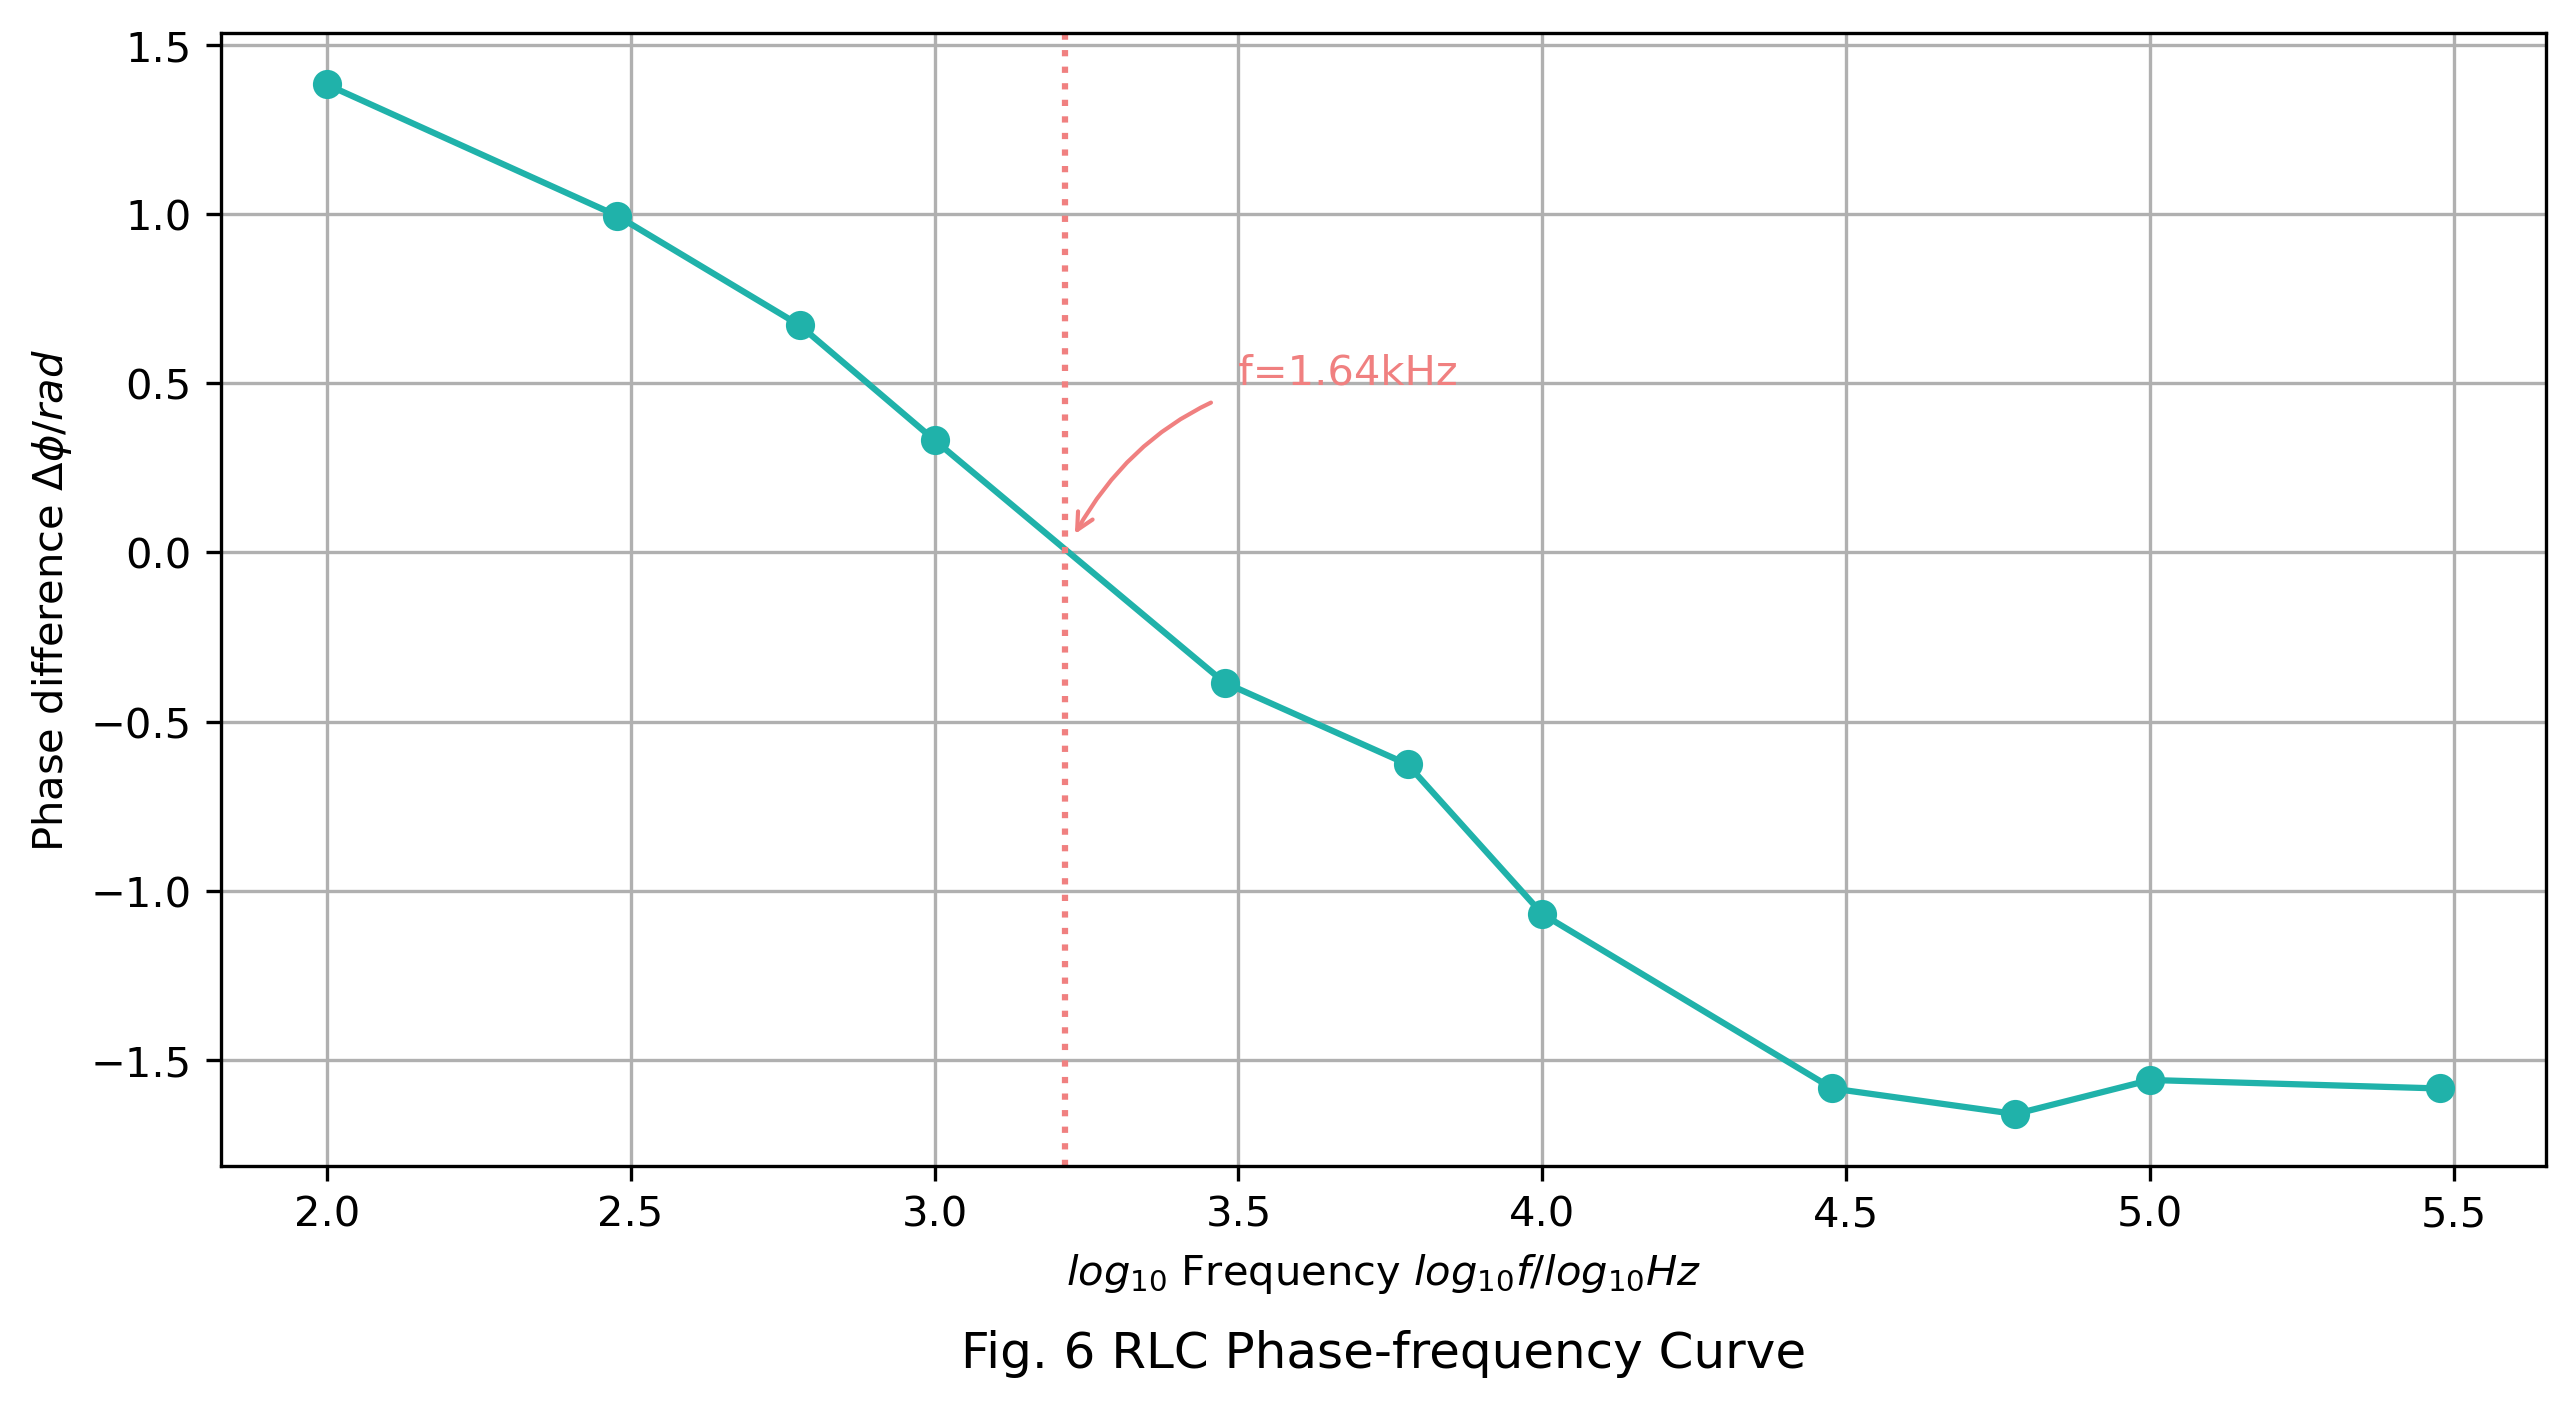 1.5
1.0
0.5
0.0
−0.5
−1.0
−1.5
Phase difference Δϕ/rad
f=1.64kHz
2.0 2.5 3.0 3.5 4.0 4.5 5.0 5.5
log₁₀ Frequency log₁₀f/log₁₀Hz
Fig. 6 RLC Phase-frequency Curve